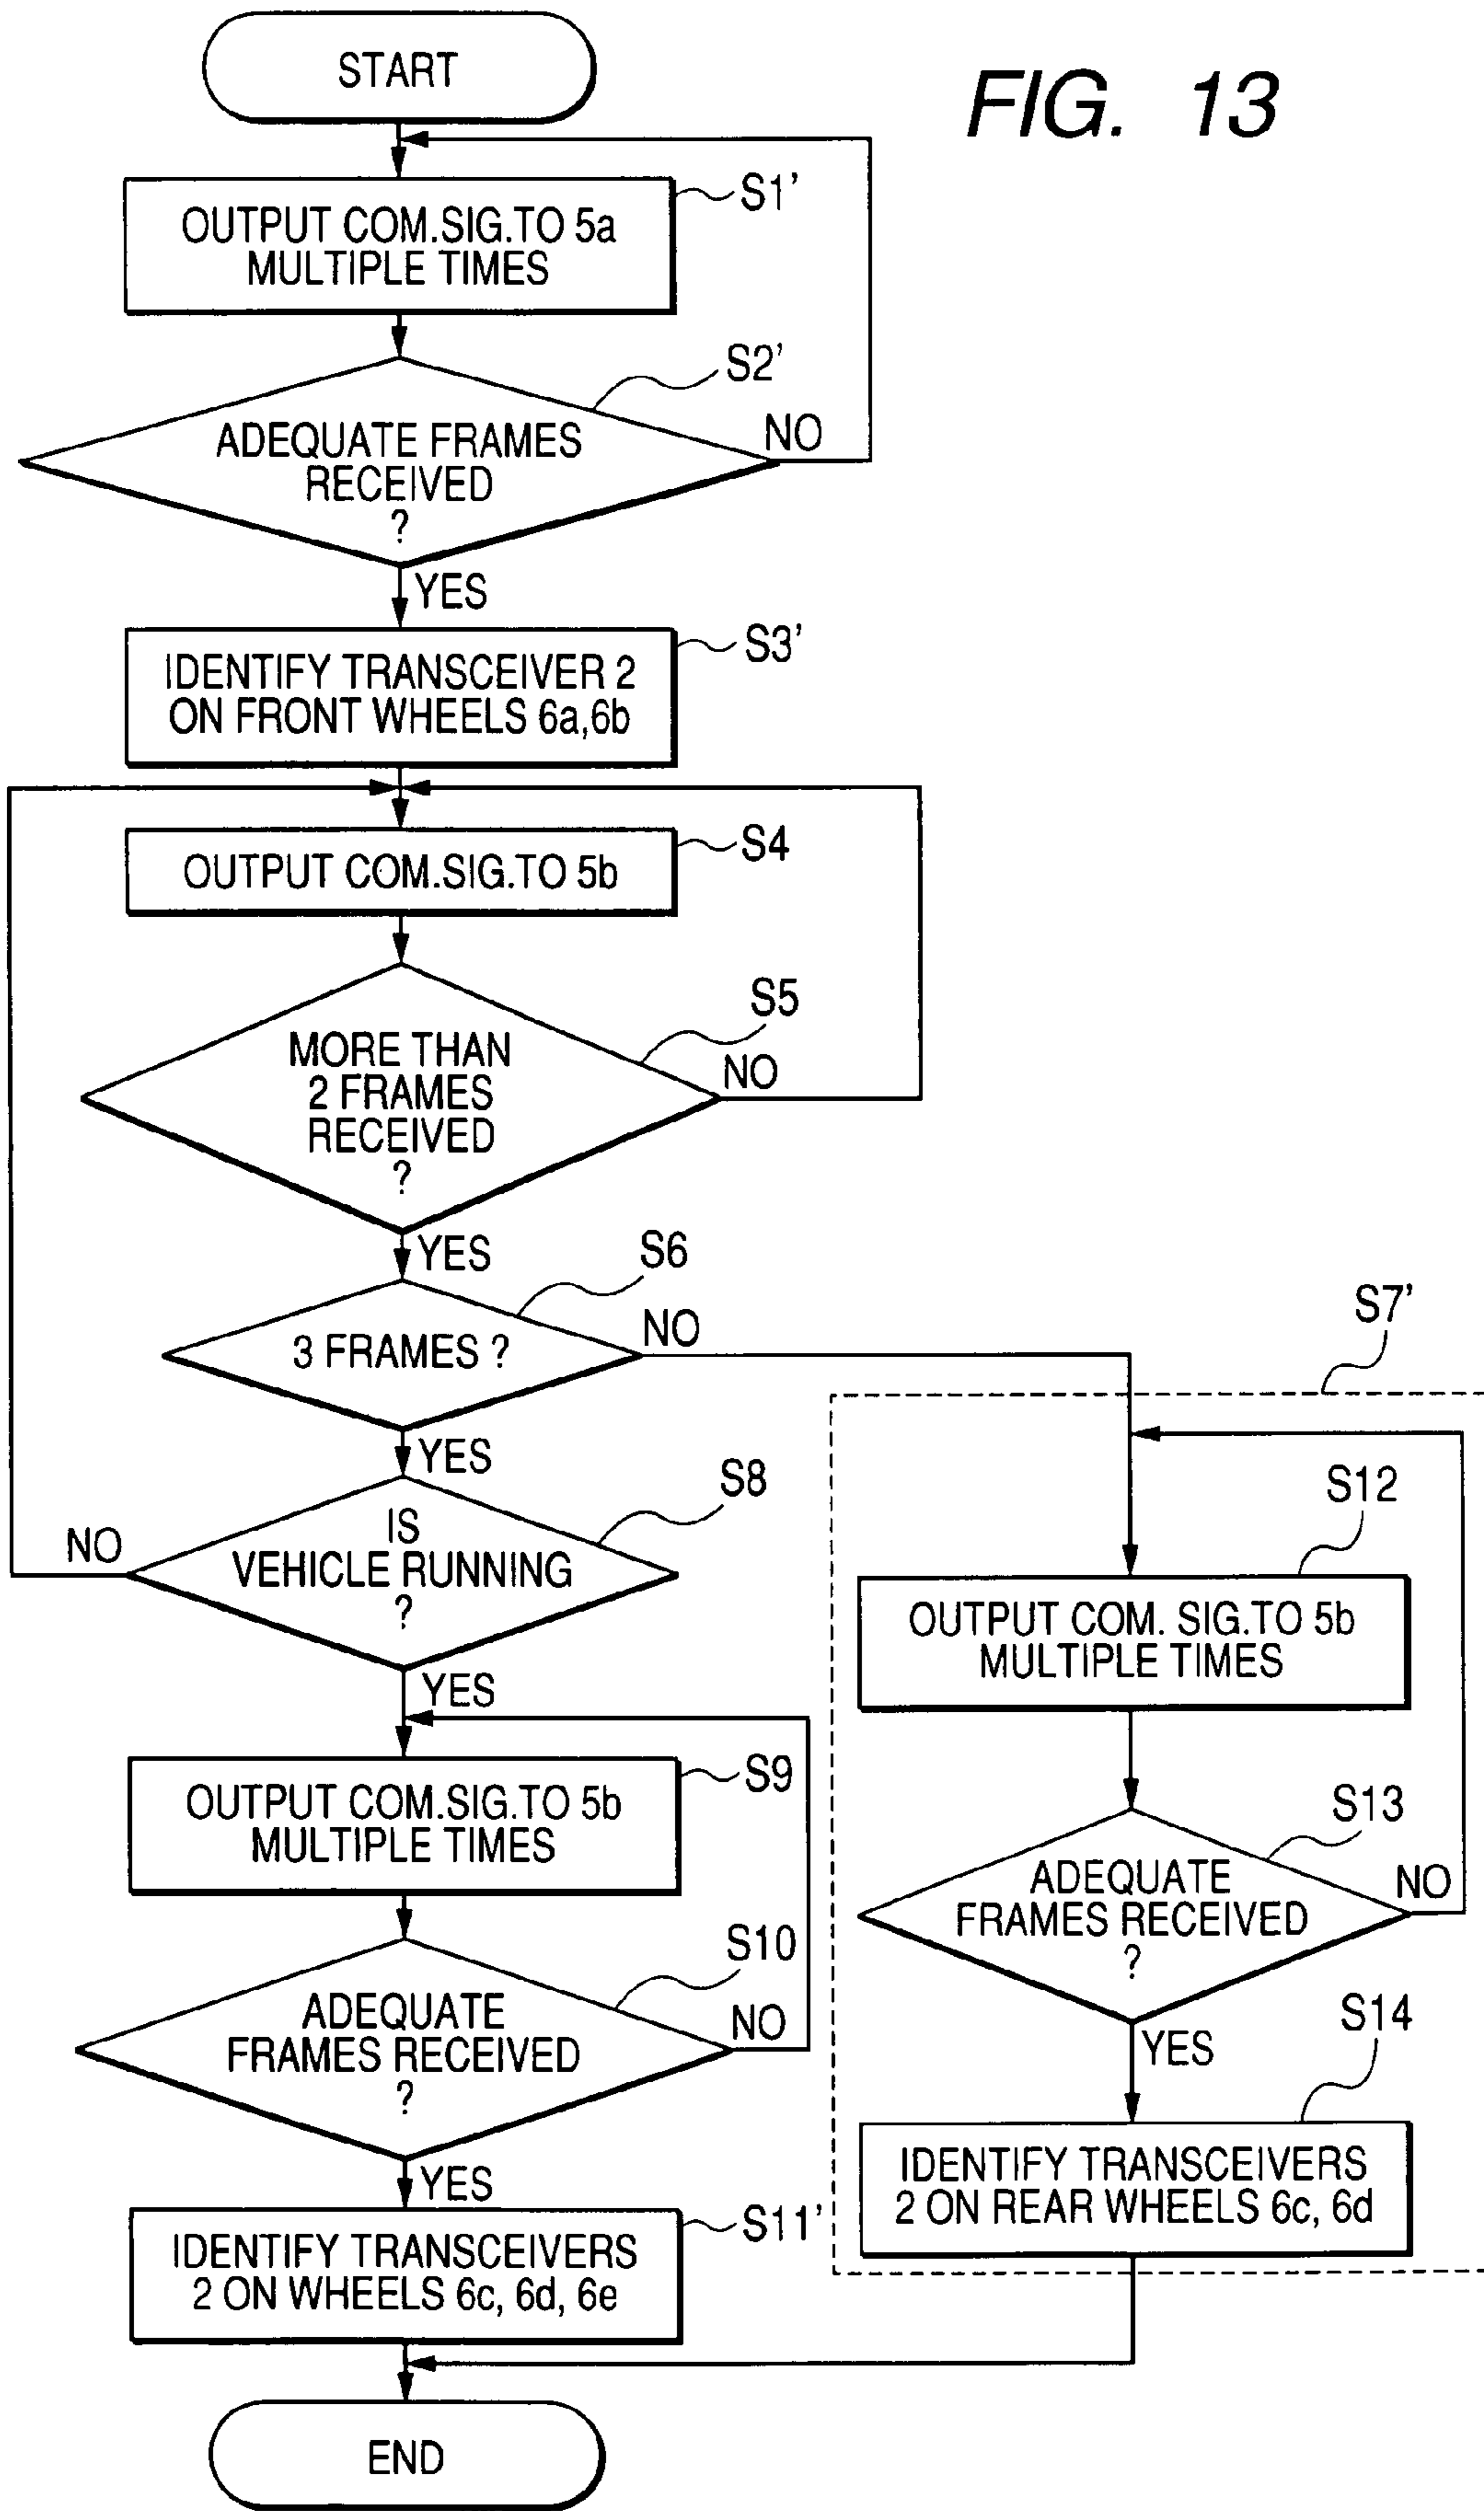 FIG. 13
START
S1'
OUTPUT COM.SIG.TO 5a
MULTIPLE TIMES
S2'
ADEQUATE FRAMES
RECEIVED
?
NO
YES
S3'
IDENTIFY TRANSCEIVER 2
ON FRONT WHEELS 6a,6b
S4
OUTPUT COM.SIG.TO 5b
S5
MORE THAN
2 FRAMES
RECEIVED
?
NO
YES
S6
3 FRAMES ?
NO
YES
S8
IS
VEHICLE RUNNING
?
NO
YES
S9
OUTPUT COM.SIG.TO 5b
MULTIPLE TIMES
S10
ADEQUATE
FRAMES RECEIVED
?
NO
YES
S11'
IDENTIFY TRANSCEIVERS
2 ON WHEELS 6c, 6d, 6e
S7'
S12
OUTPUT COM. SIG.TO 5b
MULTIPLE TIMES
S13
ADEQUATE
FRAMES RECEIVED
?
NO
YES
S14
IDENTIFY TRANSCEIVERS
2 ON REAR WHEELS 6c, 6d
END